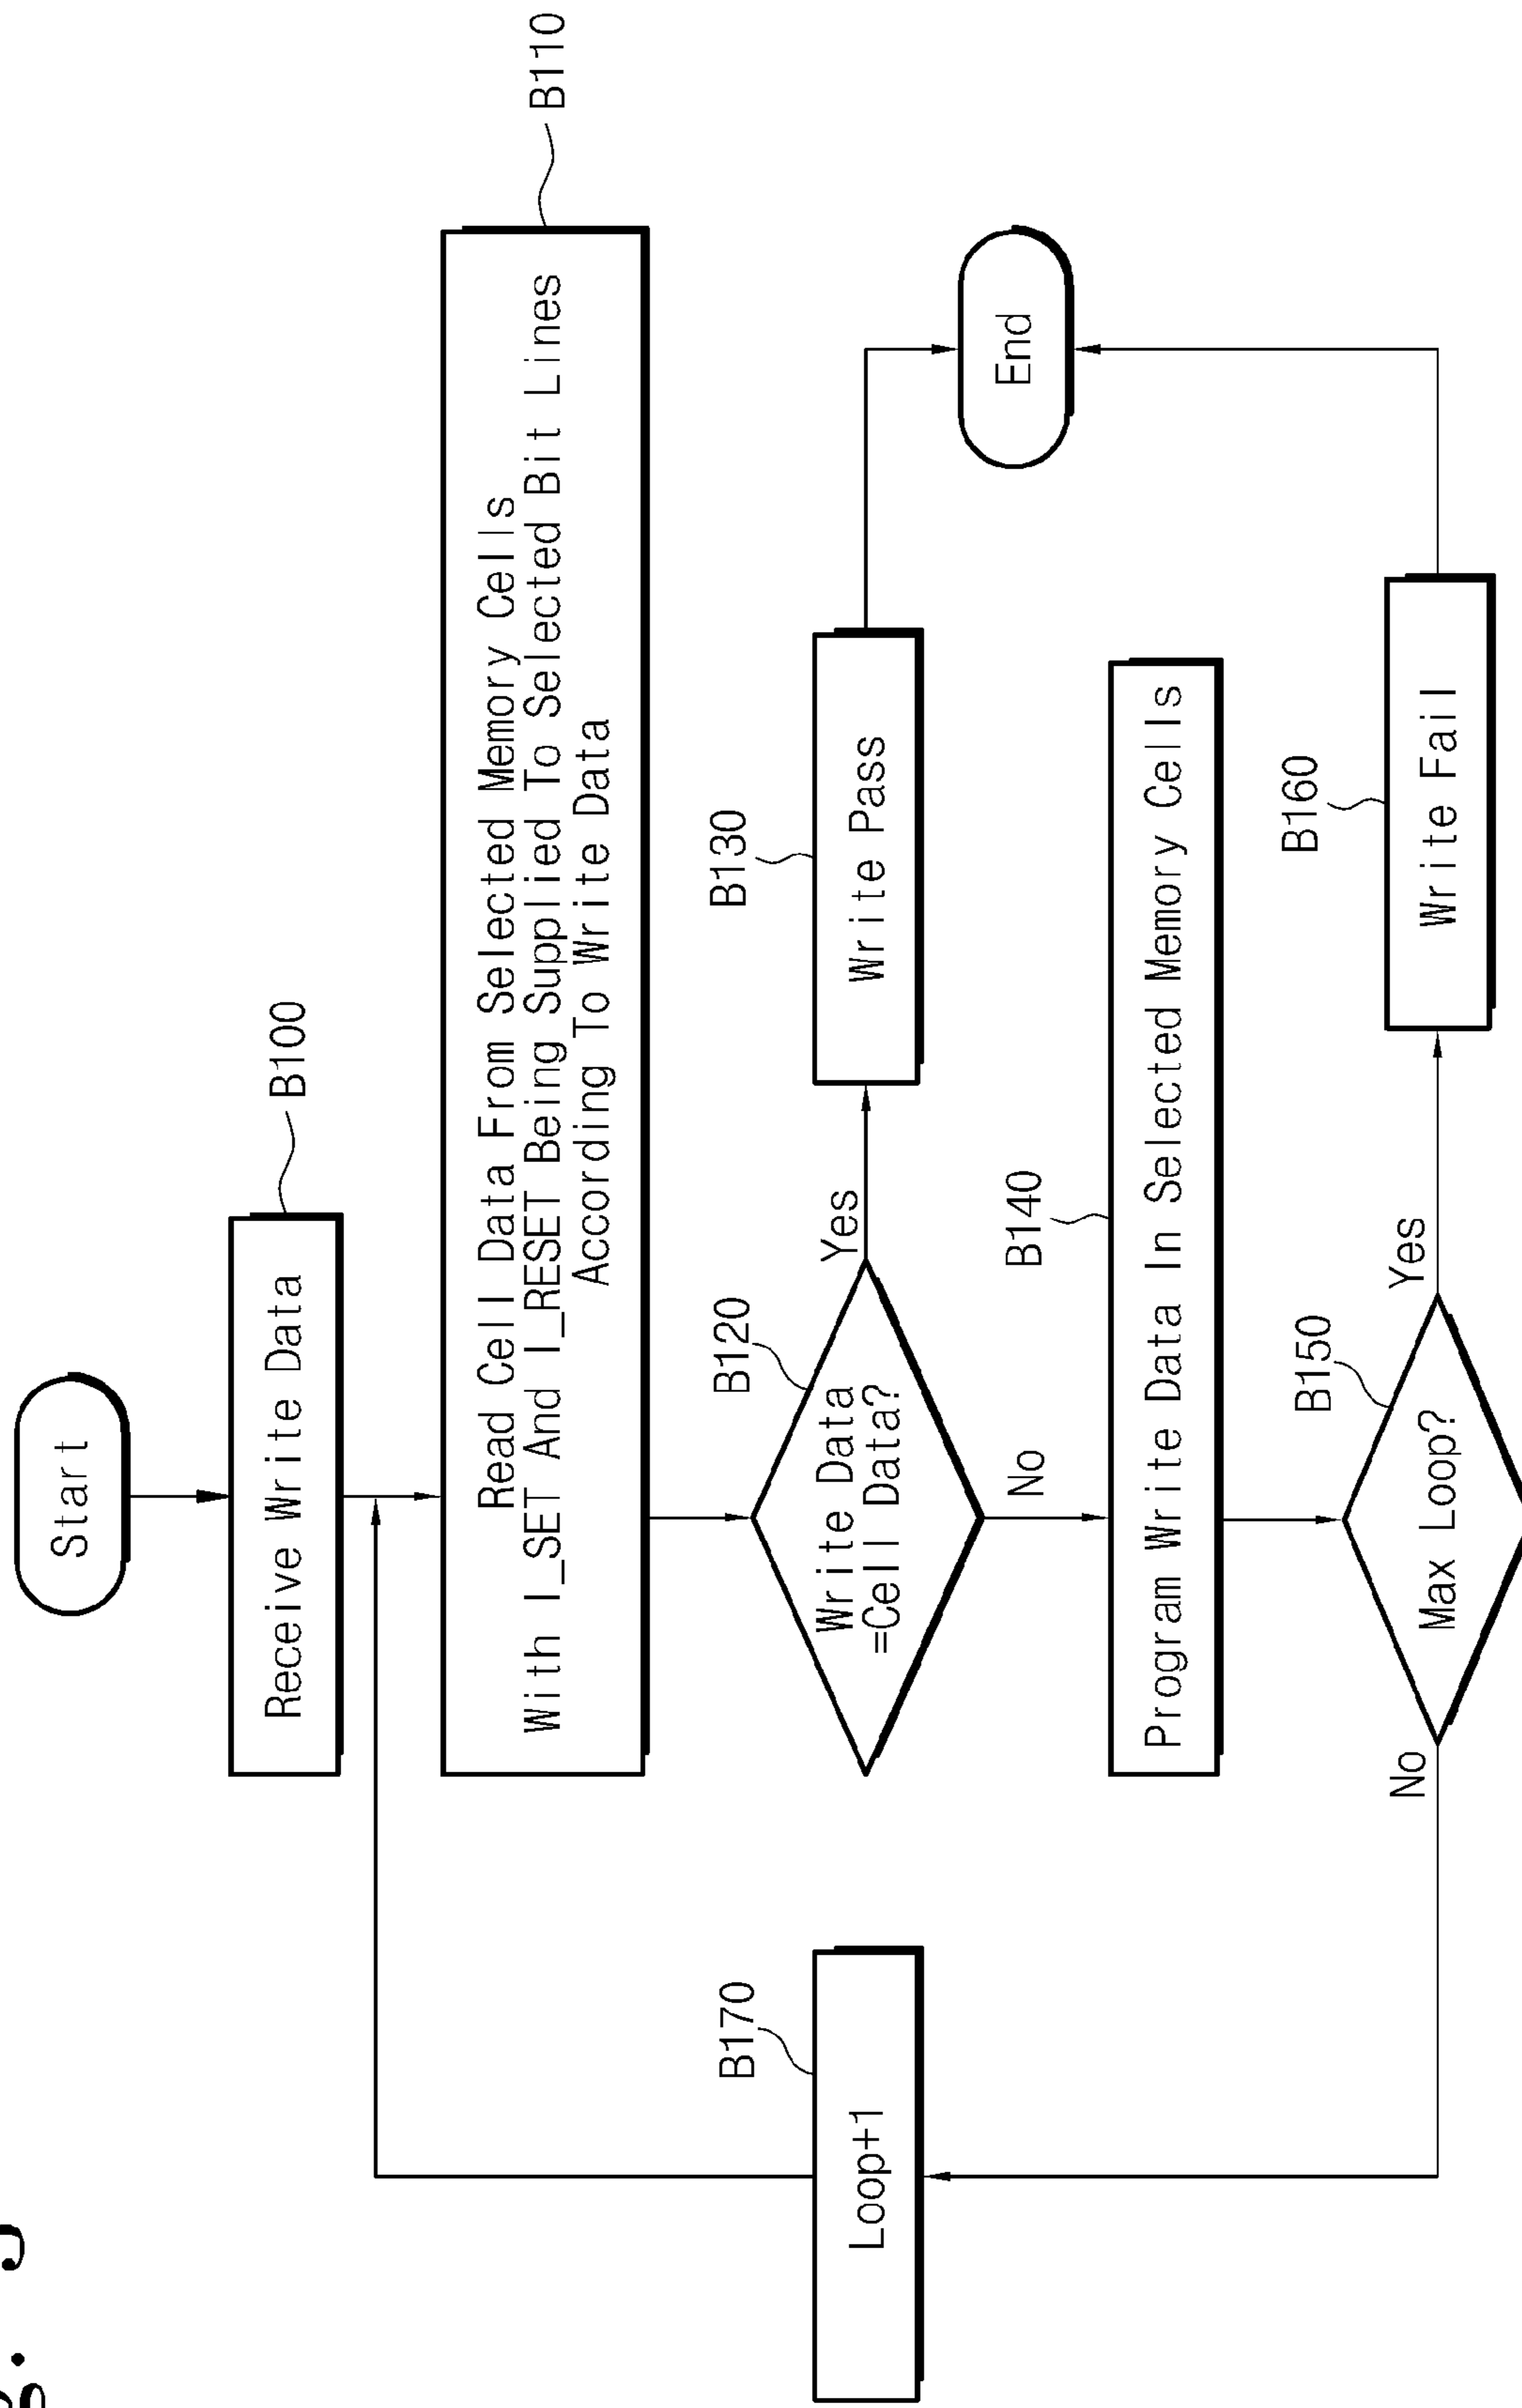 Start
Receive Write Data
B100
Read Cell Data From Selected Memory Cells
With I_SET And I_RESET Being Supplied To Selected Bit Lines
According To Write Data
B110
B120
Write Data
=Cell Data?
Yes
No
B130
Write Pass
End
B140
Program Write Data In Selected Memory Cells
B150
Max Loop?
Yes
No
B160
Write Fail
B170
Loop+1